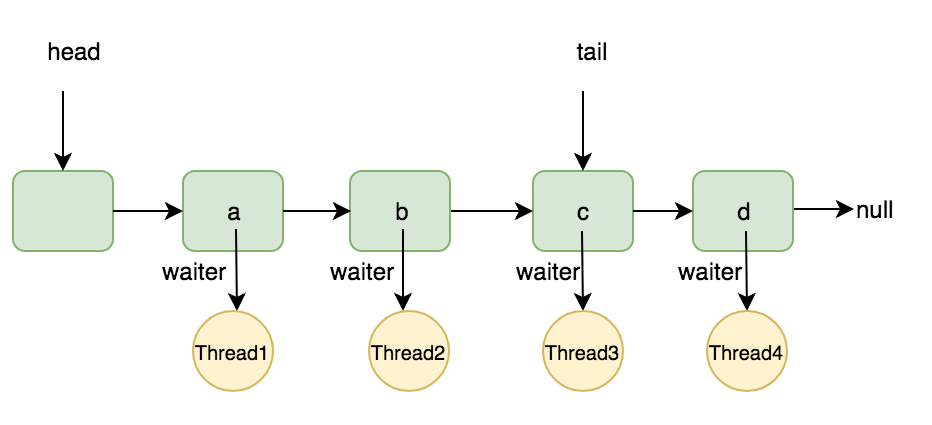 head
tail
a
b
c
d
null
waiter
waiter
waiter
waiter
Thread1
Thread2
Thread3
Thread4